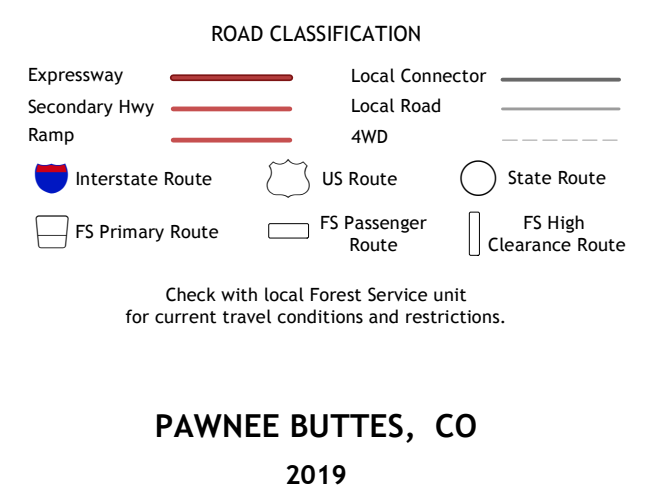 ROAD CLASSIFICATION
Expressway
Local Connector
Secondary Hwy
Local Road
Ramp
4WD
Interstate Route
US Route
State Route
FS Primary Route
FS Passenger
Route
FS High
Clearance Route
Check with local Forest Service unit
for current travel conditions and restrictions.
PAWNEE BUTTES, CO
2019